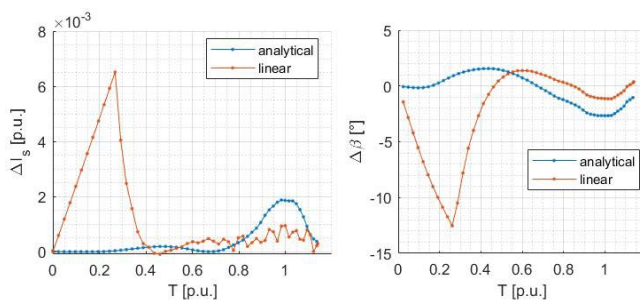 ×10⁻³
8
6
4
2
0
ΔIₛ [p.u.]
analytical
linear
0 0.2 0.4 0.6 0.8 1
T [p.u.]
5
0
-5
-10
-15
Δβ [°]
analytical
linear
0 0.2 0.4 0.6 0.8 1
T [p.u.]